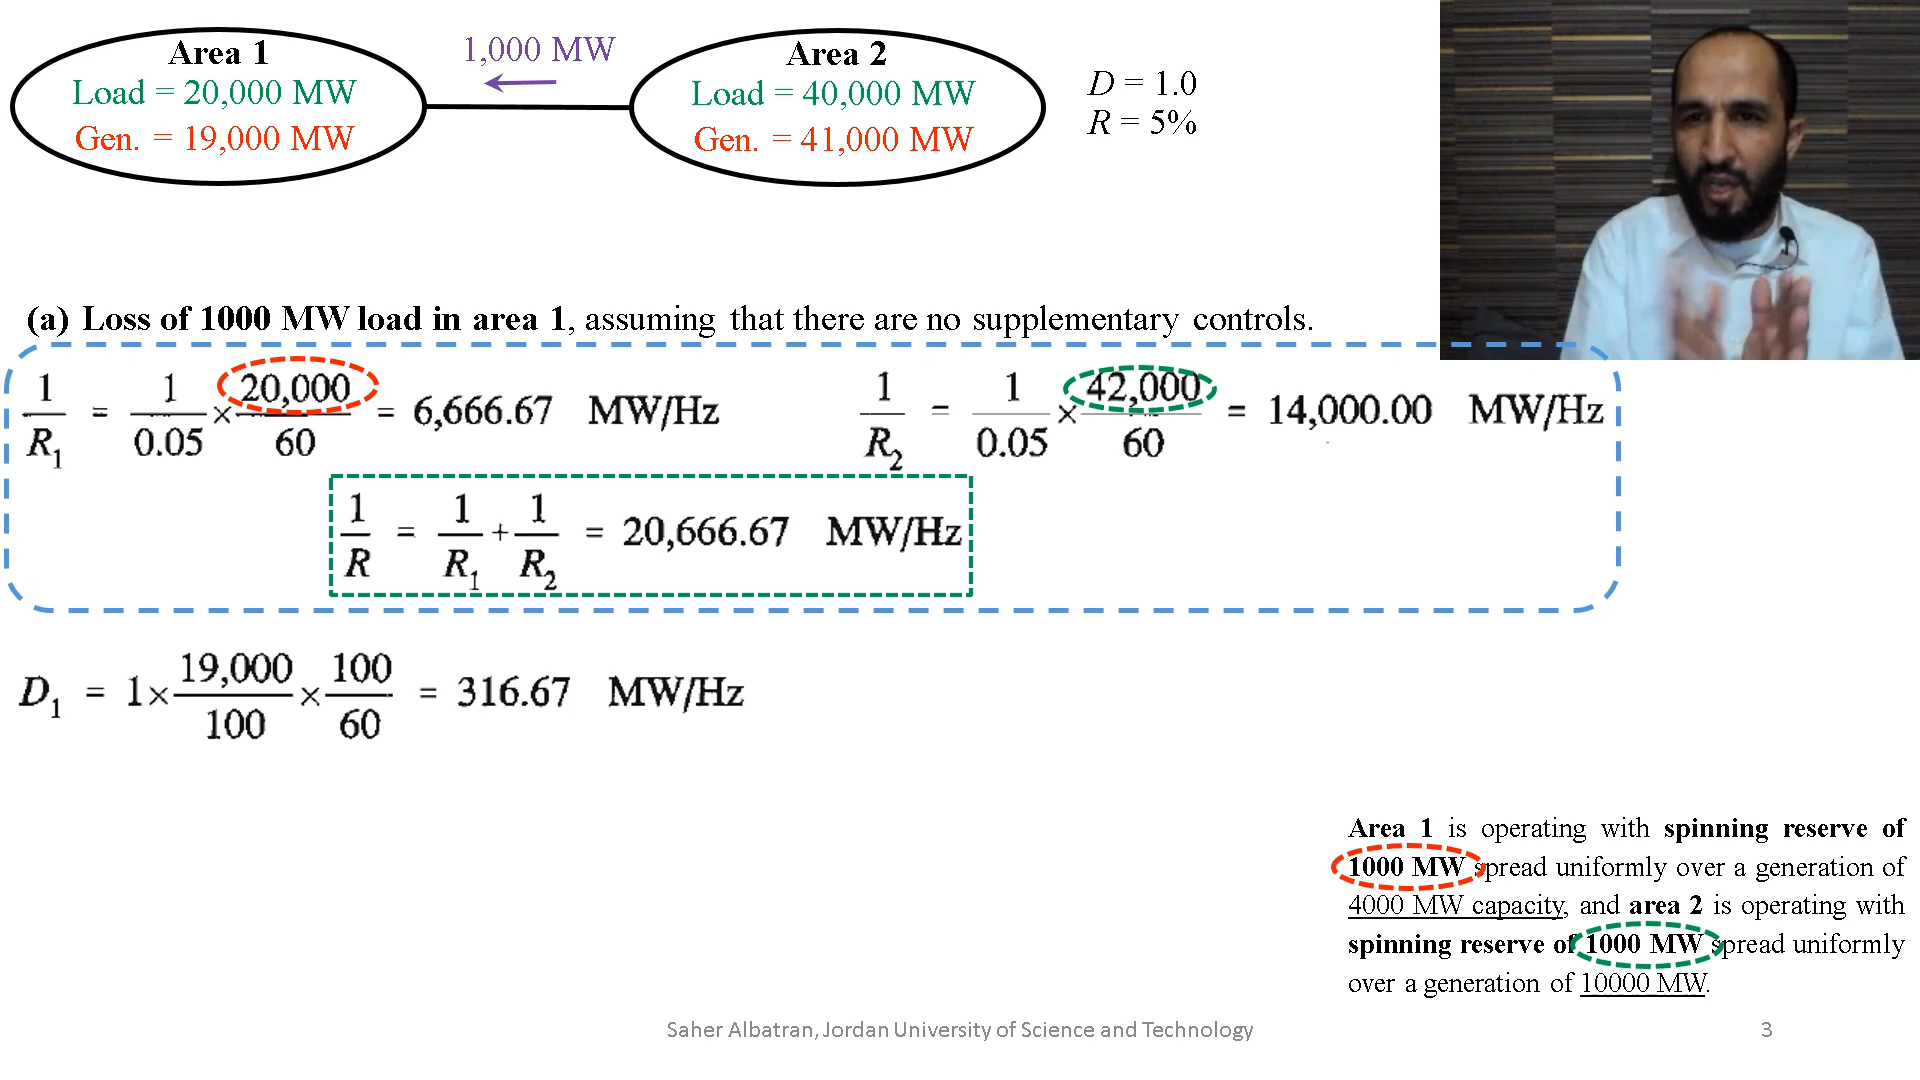 Area 1
Load = 20,000 MW
Gen. = 19,000 MW
1,000 MW
Area 2
Load = 40,000 MW
Gen. = 41,000 MW
D = 1.0
R = 5%
(a) Loss of 1000 MW load in area 1, assuming that there are no supplementary controls.
1/R₁ = 1/0.05 × 20,000/60 = 6,666.67 MW/Hz
1/R₂ = 1/0.05 × 42,000/60 = 14,000.00 MW/Hz
1/R = 1/R₁ + 1/R₂ = 20,666.67 MW/Hz
D₁ = 1 × 19,000/100 × 100/60 = 316.67 MW/Hz
Area 1 is operating with spinning reserve of
1000 MW spread uniformly over a generation of
4000 MW capacity, and area 2 is operating with
spinning reserve of 1000 MW spread uniformly
over a generation of 10000 MW.
Saher Albatran, Jordan University of Science and Technology
3